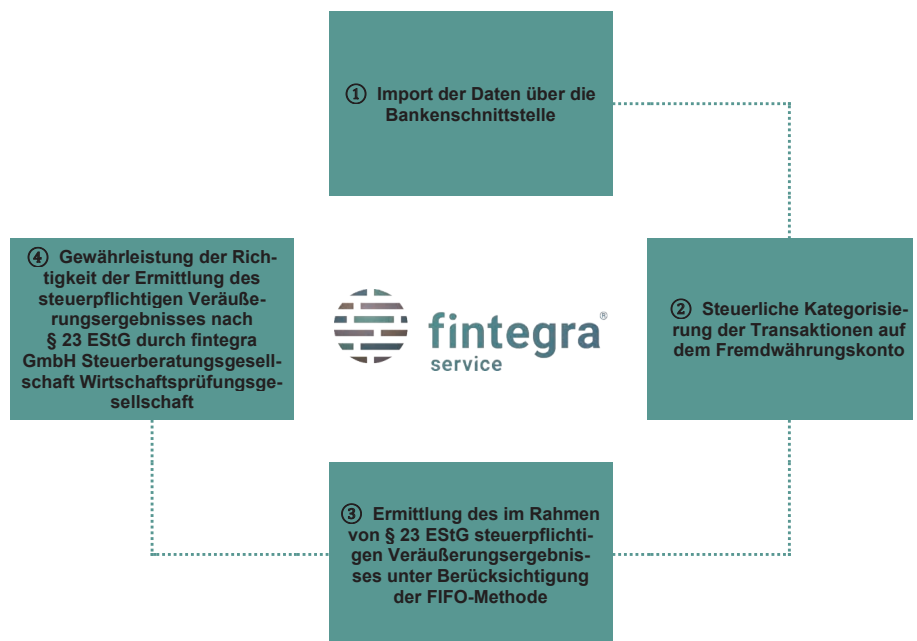 ① Import der Daten über die
Bankenschnittstelle
② Steuerliche Kategorisie-
rung der Transaktionen auf
dem Fremdwährungskonto
③ Ermittlung des im Rahmen
von § 23 EStG steuerpflichti-
gen Veräußerungsergebnis-
ses unter Berücksichtigung
der FIFO-Methode
④ Gewährleistung der Rich-
tigkeit der Ermittlung des
steuerpflichtigen Veräuße-
rungsergebnisses nach
§ 23 EStG durch fintegra
GmbH Steuerberatungsgesell-
schaft Wirtschaftsprüfungsge-
sellschaft
fintegra®
service